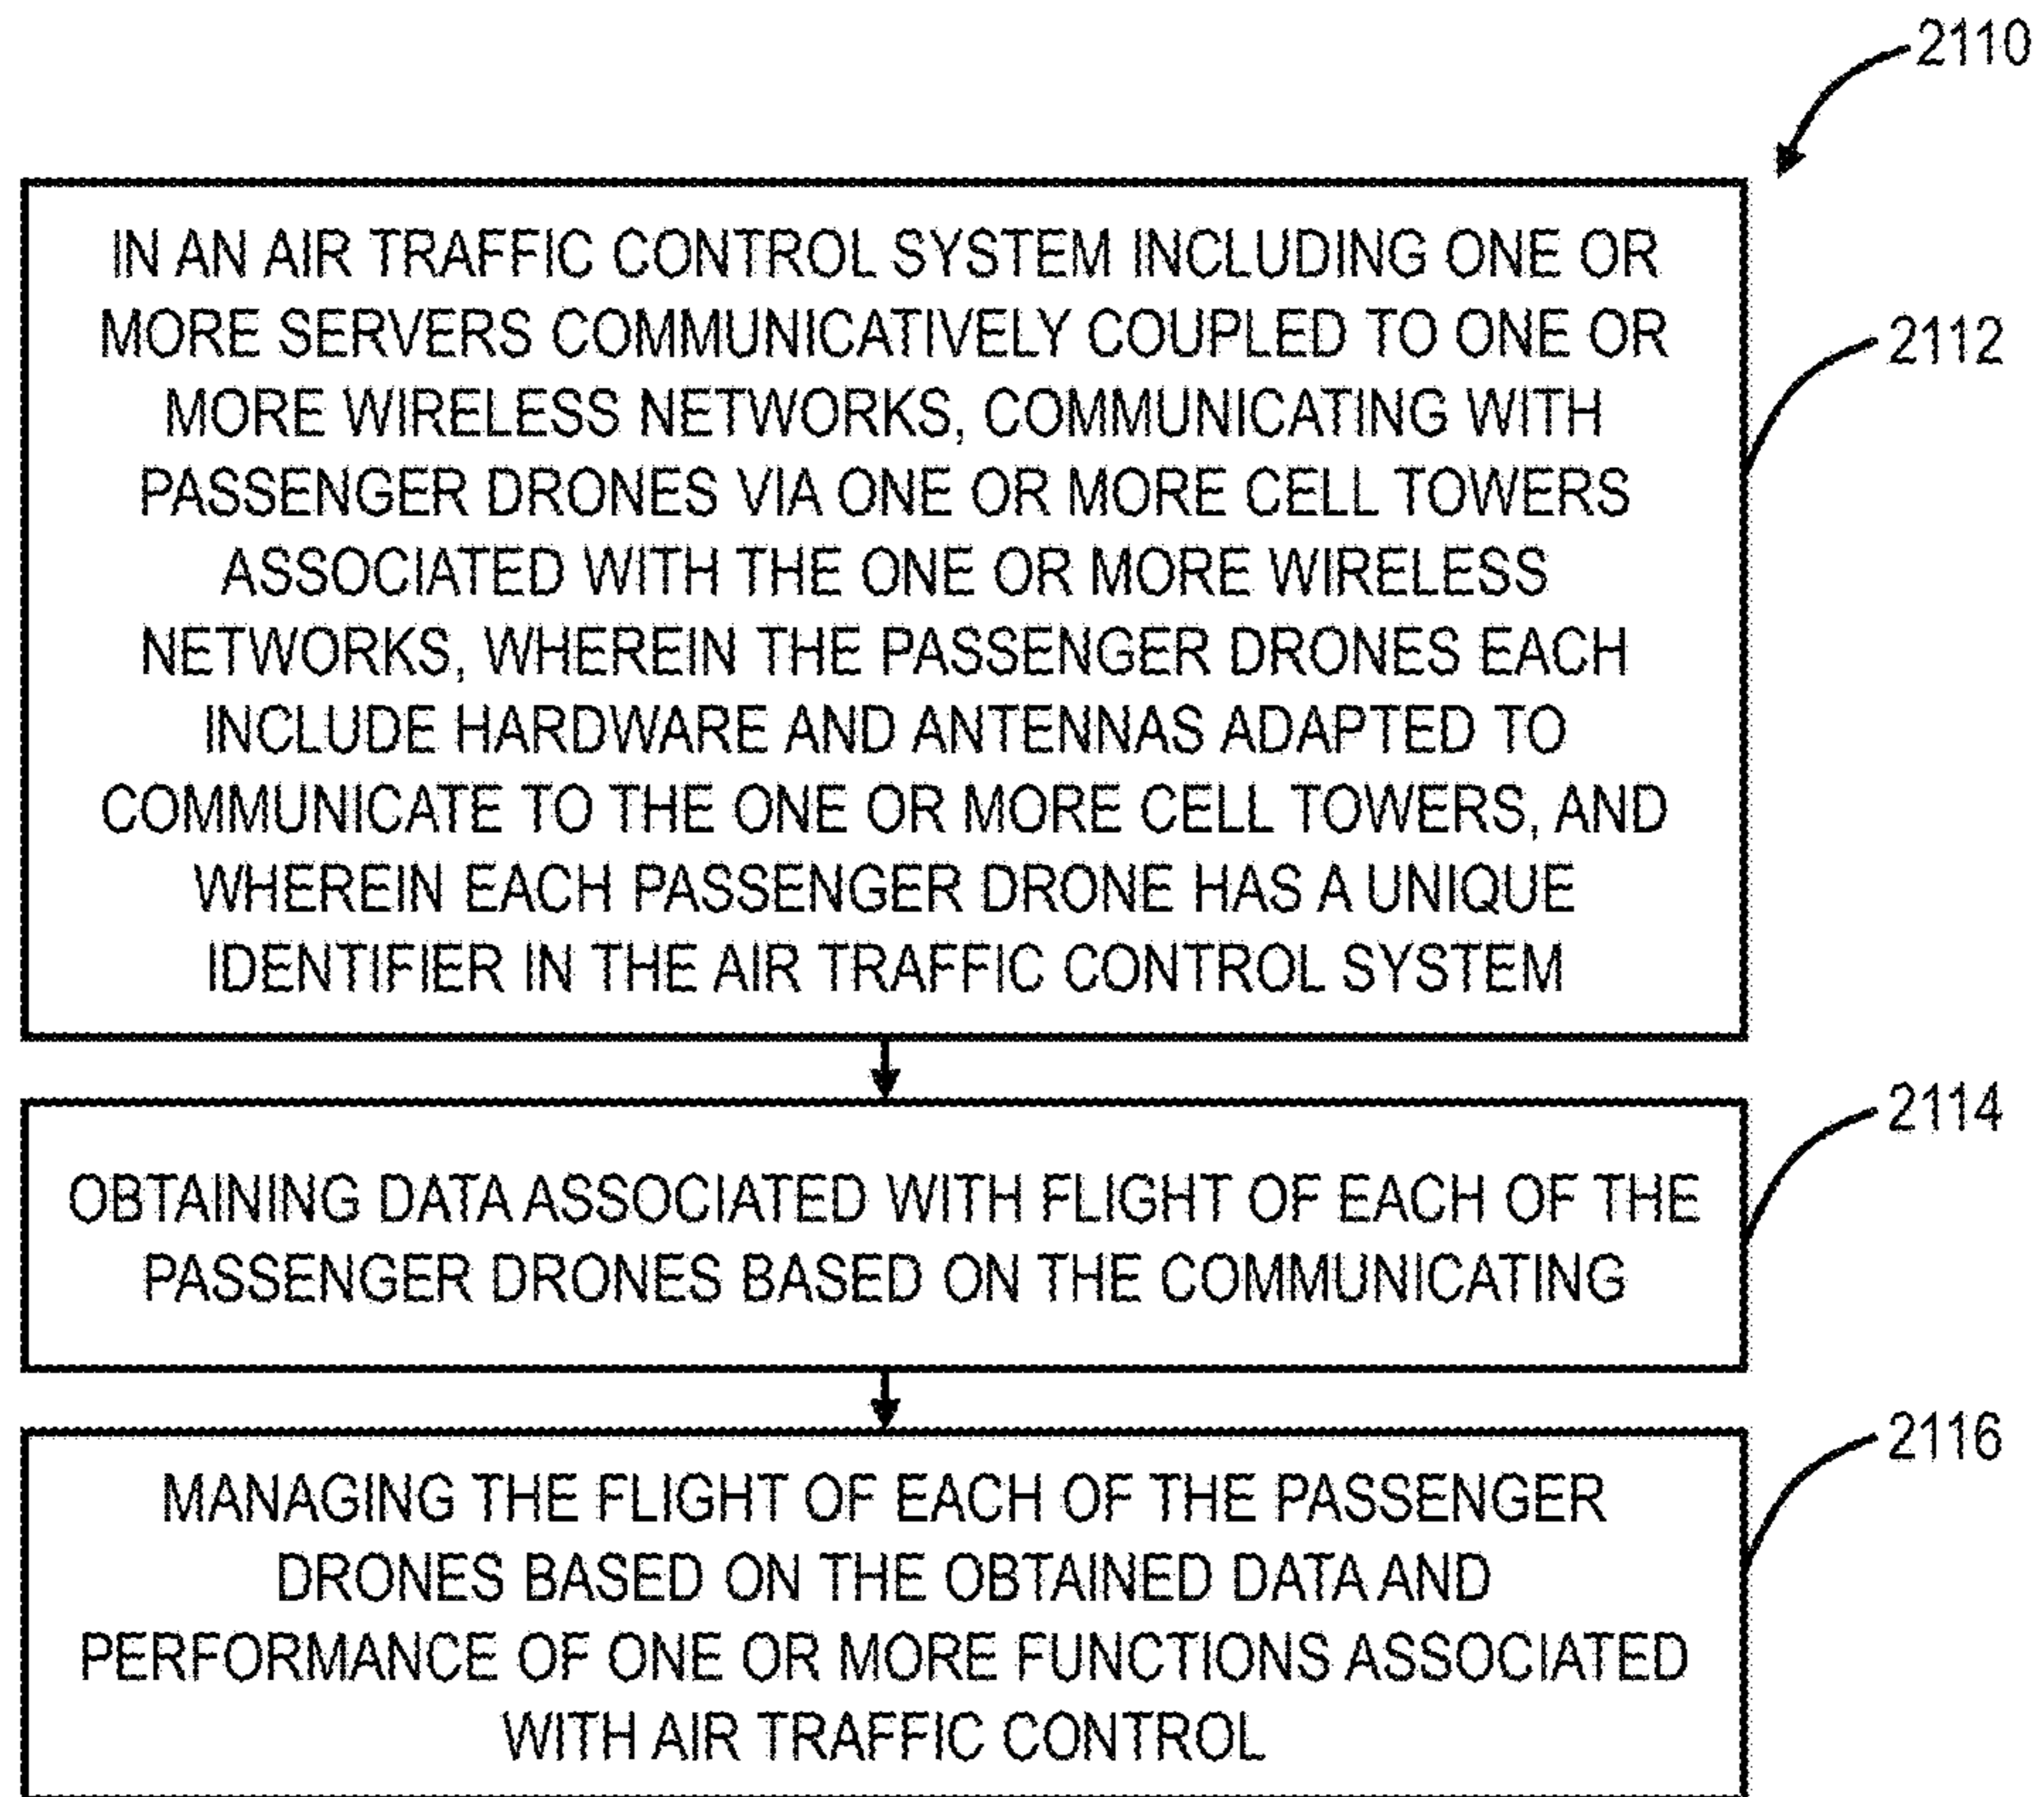 2110
IN AN AIR TRAFFIC CONTROL SYSTEM INCLUDING ONE OR
MORE SERVERS COMMUNICATIVELY COUPLED TO ONE OR
MORE WIRELESS NETWORKS, COMMUNICATING WITH
PASSENGER DRONES VIA ONE OR MORE CELL TOWERS
ASSOCIATED WITH THE ONE OR MORE WIRELESS
NETWORKS, WHEREIN THE PASSENGER DRONES EACH
INCLUDE HARDWARE AND ANTENNAS ADAPTED TO
COMMUNICATE TO THE ONE OR MORE CELL TOWERS, AND
WHEREIN EACH PASSENGER DRONE HAS A UNIQUE
IDENTIFIER IN THE AIR TRAFFIC CONTROL SYSTEM
2112
OBTAINING DATA ASSOCIATED WITH FLIGHT OF EACH OF THE
PASSENGER DRONES BASED ON THE COMMUNICATING
2114
MANAGING THE FLIGHT OF EACH OF THE PASSENGER
DRONES BASED ON THE OBTAINED DATA AND
PERFORMANCE OF ONE OR MORE FUNCTIONS ASSOCIATED
WITH AIR TRAFFIC CONTROL
2116